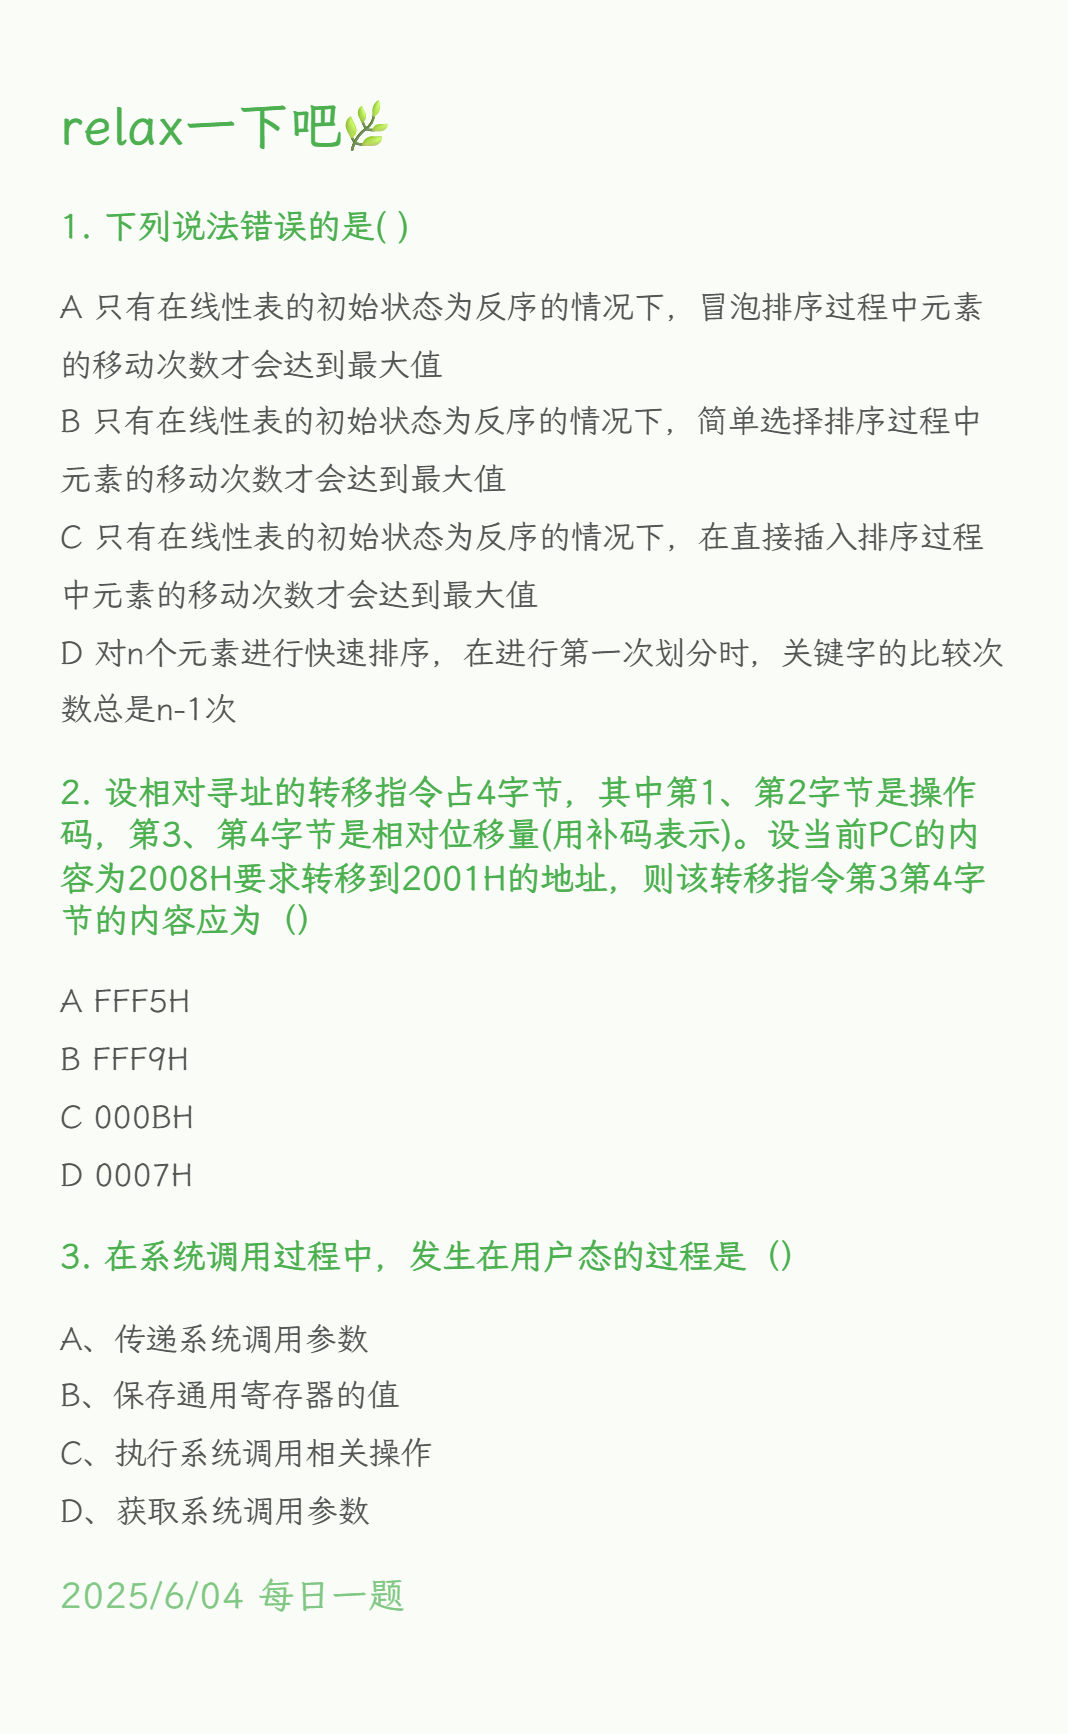 relax一下吧🌿
1. 下列说法错误的是( )
A 只有在线性表的初始状态为反序的情况下，冒泡排序过程中元素
的移动次数才会达到最大值
B 只有在线性表的初始状态为反序的情况下，简单选择排序过程中
元素的移动次数才会达到最大值
C 只有在线性表的初始状态为反序的情况下，在直接插入排序过程
中元素的移动次数才会达到最大值
D 对n个元素进行快速排序，在进行第一次划分时，关键字的比较次
数总是n-1次
2. 设相对寻址的转移指令占4字节，其中第1、第2字节是操作
码，第3、第4字节是相对位移量(用补码表示)。设当前PC的内
容为2008H要求转移到2001H的地址，则该转移指令第3第4字
节的内容应为（）
A FFF5H
B FFF9H
C 000BH
D 0007H
3. 在系统调用过程中，发生在用户态的过程是（）
A、传递系统调用参数
B、保存通用寄存器的值
C、执行系统调用相关操作
D、获取系统调用参数
2025/6/04 每日一题